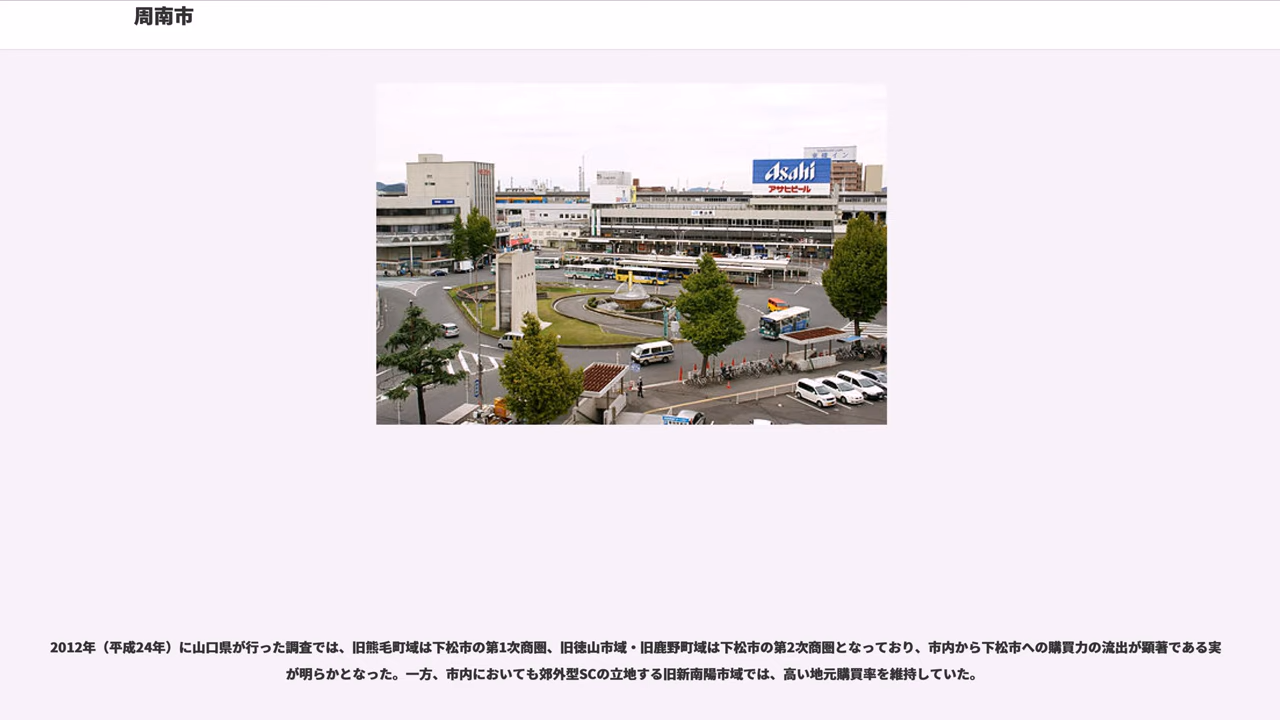 周南市
東横イン
Asahi
アサヒビール
2012年（平成24年）に山口県が行った調査では、旧熊毛町域は下松市の第1次商圏、旧徳山市域・旧鹿野町域は下松市の第2次商圏となっており、市内から下松市への購買力の流出が顕著である実
が明らかとなった。一方、市内においても郊外型SCの立地する旧新南陽市域では、高い地元購買率を維持していた。